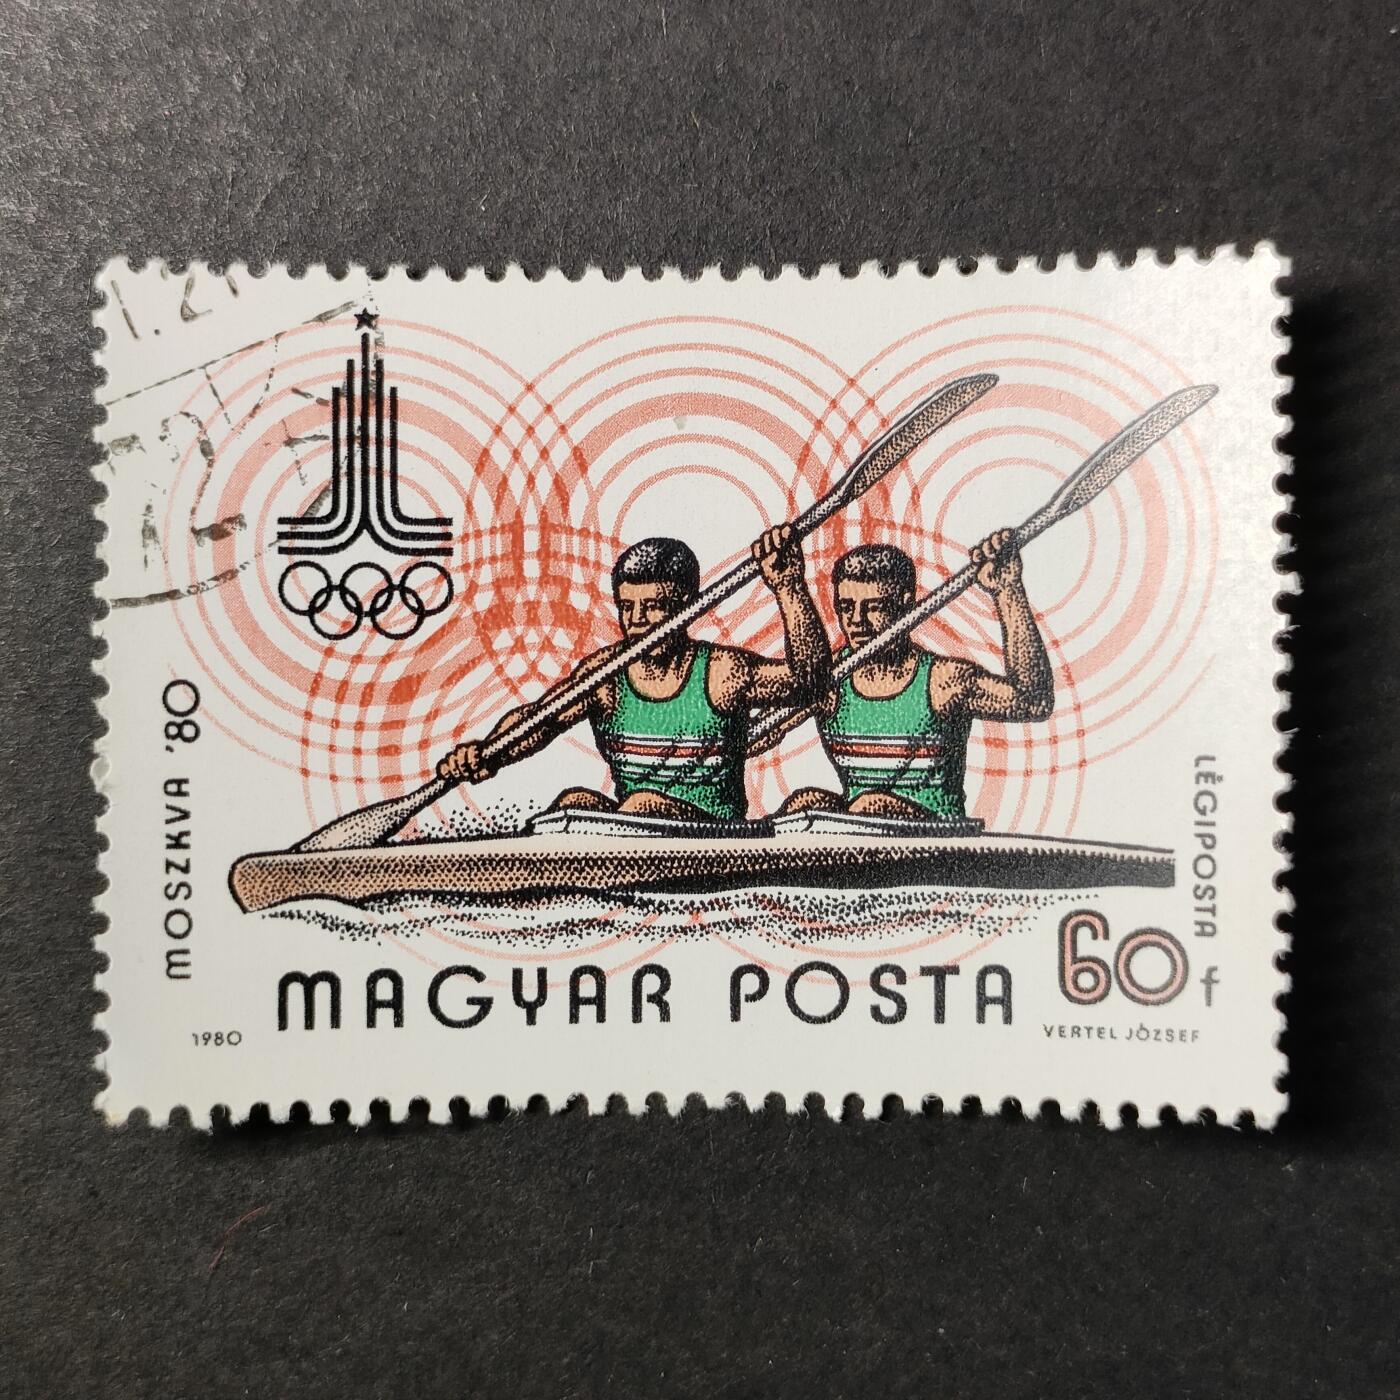 MOSZKVA '80
LÉGIPOSTA
60 f
MAGYAR POSTA
1980
VERTEL JÓZSEF